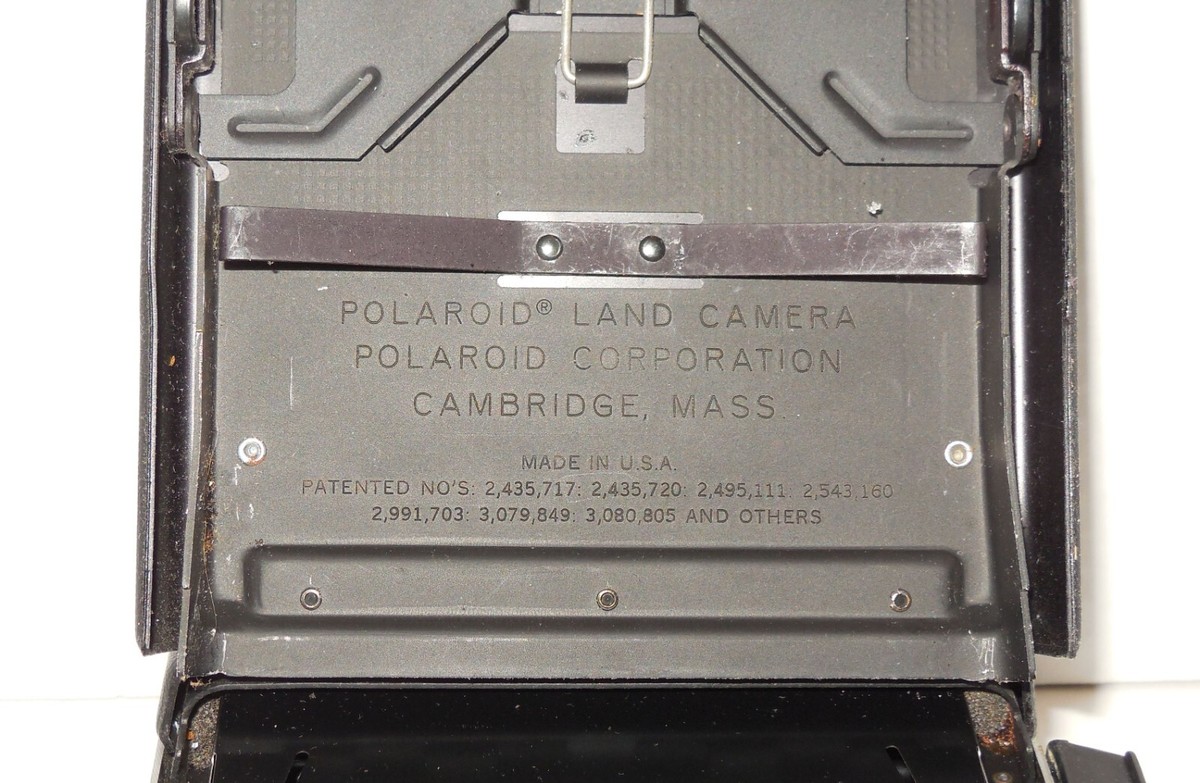 POLAROID® LAND CAMERA
POLAROID CORPORATION
CAMBRIDGE, MASS.
MADE IN U.S.A.
PATENTED NO'S: 2,435,717: 2,435,720: 2,495,111: 2,543,160
2,991,703: 3,079,849: 3,080,805 AND OTHERS